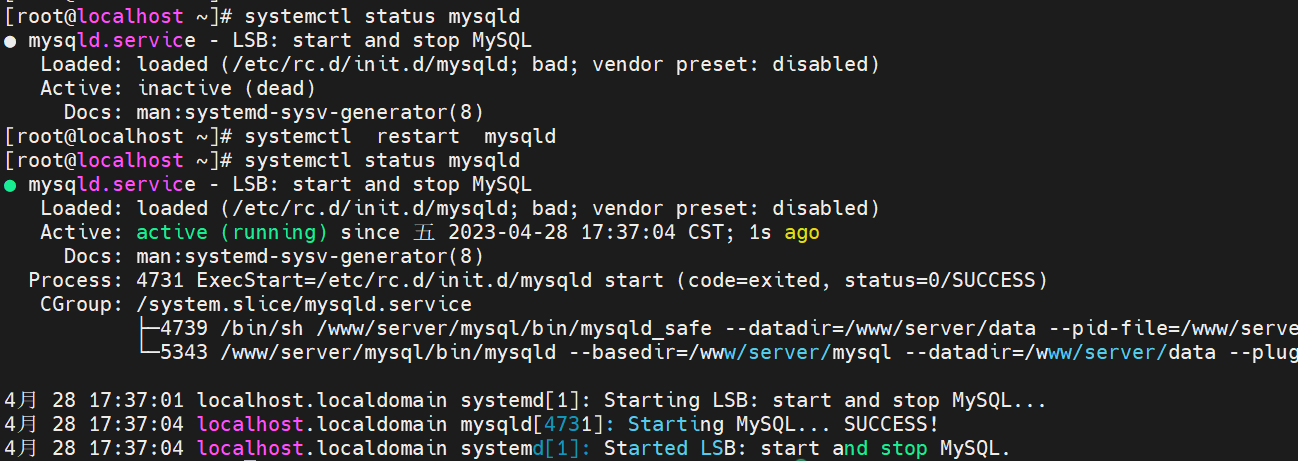 [root@localhost ~]# systemctl status mysqld
● mysqld.service - LSB: start and stop MySQL
   Loaded: loaded (/etc/rc.d/init.d/mysqld; bad; vendor preset: disabled)
   Active: inactive (dead)
     Docs: man:systemd-sysv-generator(8)
[root@localhost ~]# systemctl  restart  mysqld
[root@localhost ~]# systemctl status mysqld
● mysqld.service - LSB: start and stop MySQL
   Loaded: loaded (/etc/rc.d/init.d/mysqld; bad; vendor preset: disabled)
   Active: active (running) since 五 2023-04-28 17:37:04 CST; 1s ago
     Docs: man:systemd-sysv-generator(8)
  Process: 4731 ExecStart=/etc/rc.d/init.d/mysqld start (code=exited, status=0/SUCCESS)
   CGroup: /system.slice/mysqld.service
           ├─4739 /bin/sh /www/server/mysql/bin/mysqld_safe --datadir=/www/server/data --pid-file=/www/serve
           └─5343 /www/server/mysql/bin/mysqld --basedir=/www/server/mysql --datadir=/www/server/data --plug
4月 28 17:37:01 localhost.localdomain systemd[1]: Starting LSB: start and stop MySQL...
4月 28 17:37:04 localhost.localdomain mysqld[4731]: Starting MySQL... SUCCESS!
4月 28 17:37:04 localhost.localdomain systemd[1]: Started LSB: start and stop MySQL.